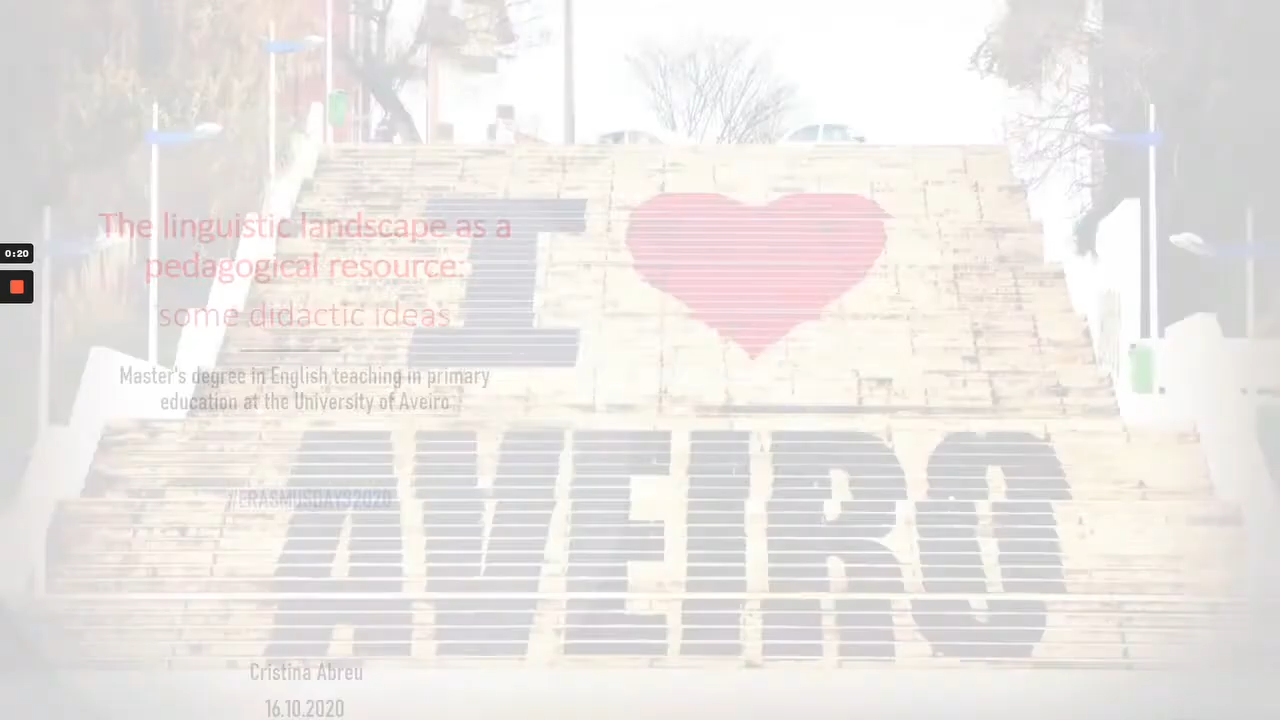 0:20
I
The linguistic landscape as a
pedagogical resource:
some didactic ideas
Master's degree in English teaching in primary
education at the University of Aveiro
AVEIRO
#ERASMUSDAYS2020
Cristina Abreu
16.10.2020